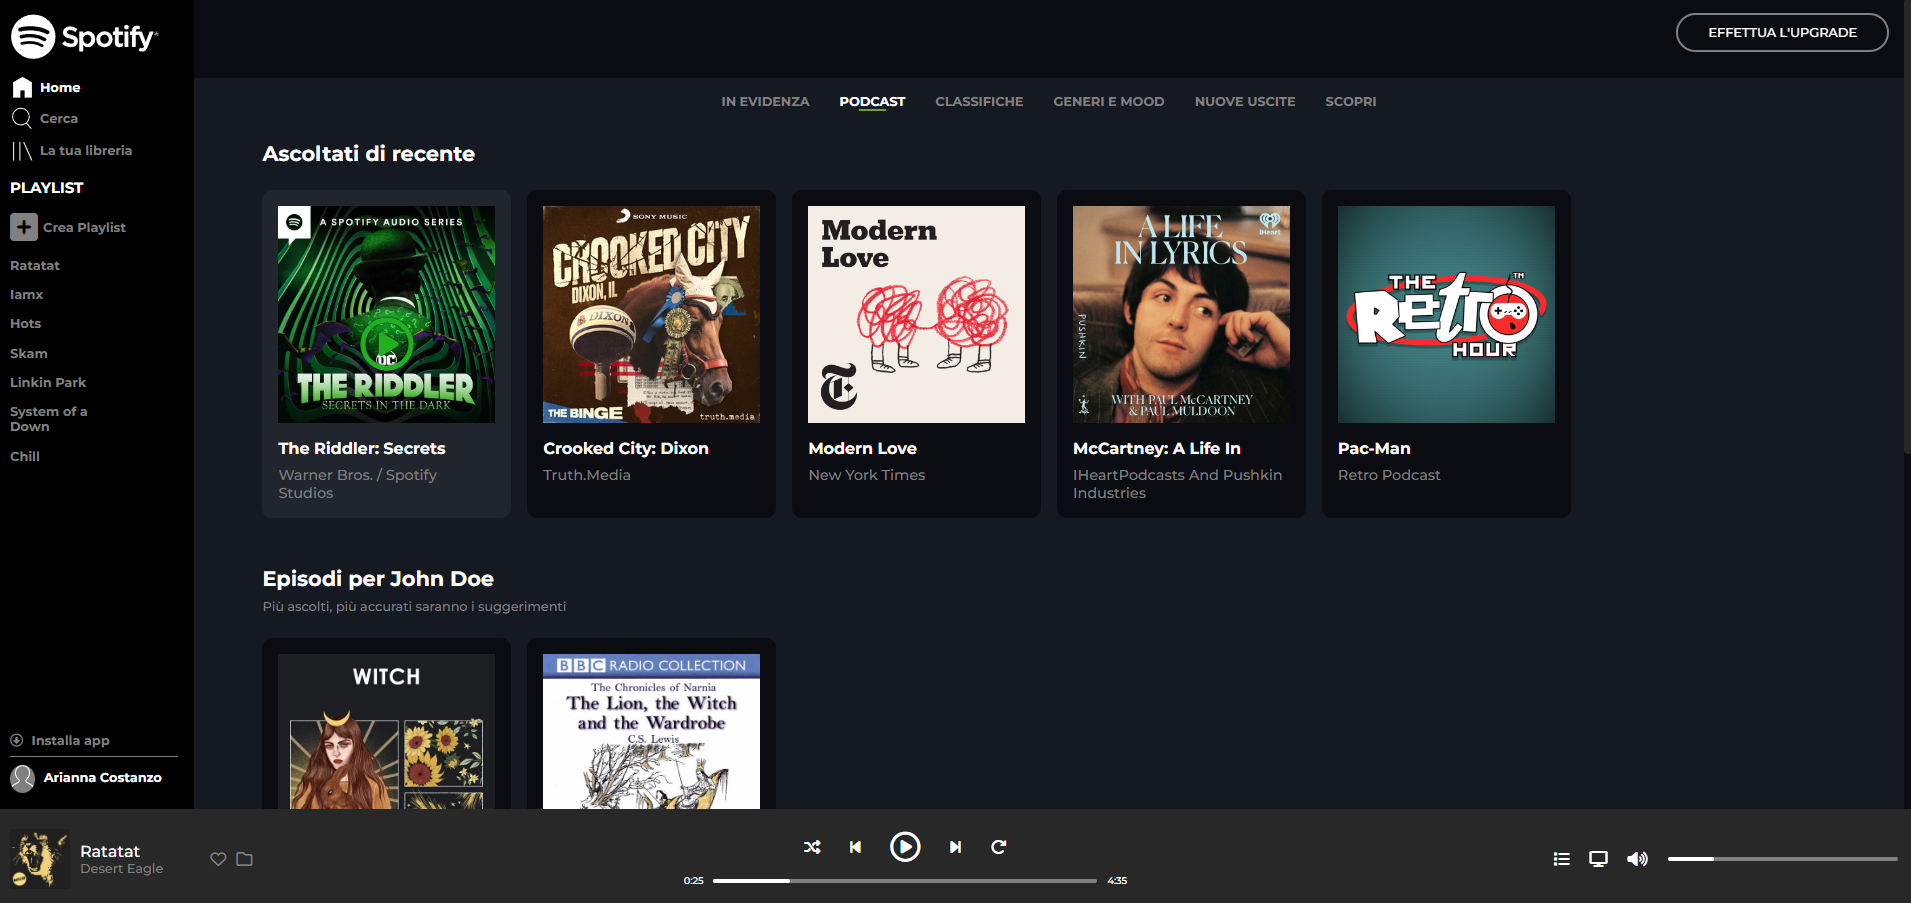 Spotify
EFFETTUA L'UPGRADE
Home
Cerca
La tua libreria
PLAYLIST
Crea Playlist
Ratatat
Iamx
Hots
Skam
Linkin Park
System of a
Down
Chill
Installa app
Arianna Costanzo
IN EVIDENZA PODCAST CLASSIFICHE GENERI E MOOD NUOVE USCITE SCOPRI
Ascoltati di recente
A SPOTIFY AUDIO SERIES
DC
THE RIDDLER
SECRETS IN THE DARK
The Riddler: Secrets
Warner Bros. / Spotify
Studios
SONY MUSIC
CROOKED CITY
DIXON, IL
DIXON
THE BINGE
truth.media
Crooked City: Dixon
Truth.Media
Modern
Love
Modern Love
New York Times
A LIFE
IN LYRICS
iHeart
PUSHKIN
WITH PAUL McCARTNEY
& PAUL MULDOON
McCartney: A Life In
IHeartPodcasts And Pushkin
Industries
THE
RETRO
HOUR
TM
Pac-Man
Retro Podcast
Episodi per John Doe
Più ascolti, più accurati saranno i suggerimenti
WITCH
BBC RADIO COLLECTION
The Chronicles of Narnia
The Lion, the Witch
and the Wardrobe
C.S. Lewis
Ratatat
Desert Eagle
0:25
4:35